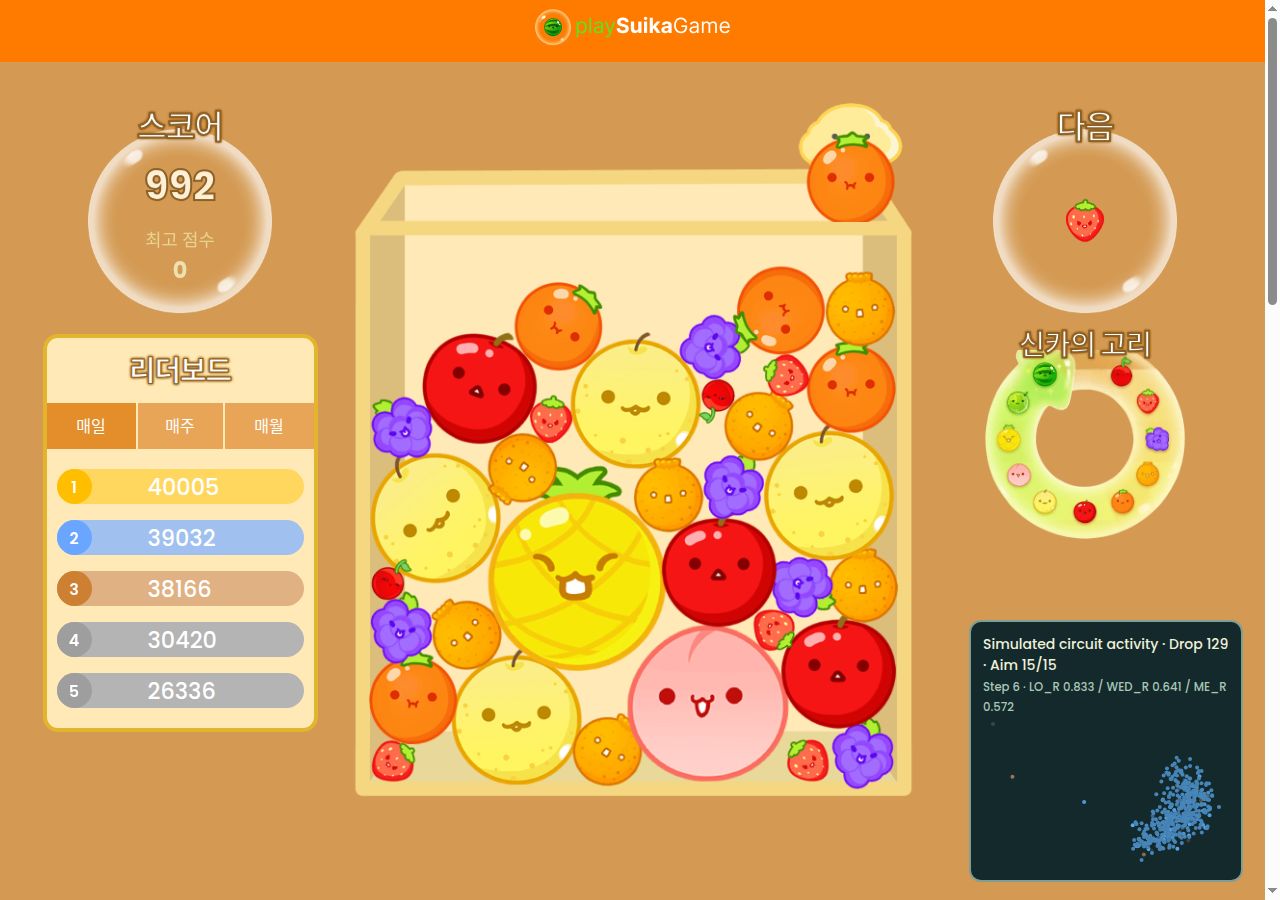 playSuikaGame
스코어
992
최고 점수
0
리더보드
매일 매주 매월
1 40005
2 39032
3 38166
4 30420
5 26336
다음
신카의 고리
Simulated circuit activity · Drop 129
· Aim 15/15
Step 6 · LO_R 0.833 / WED_R 0.641 / ME_R
0.572